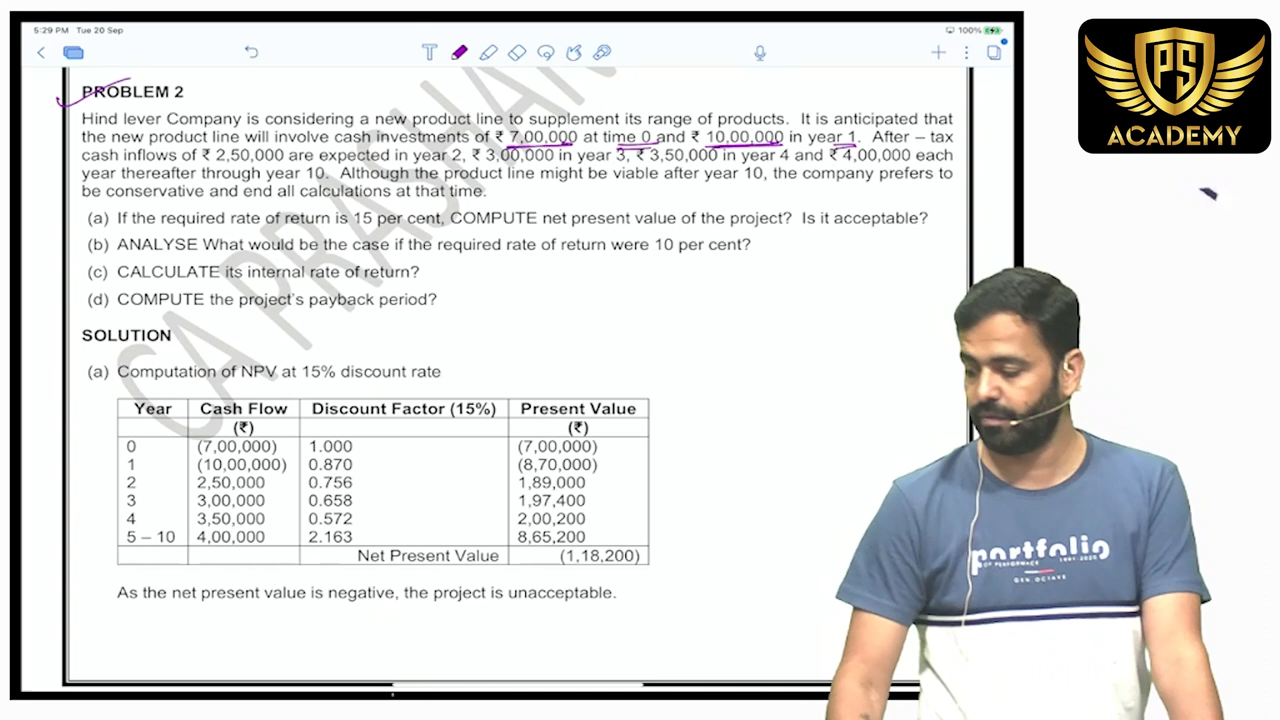 5:29 PM Tue 20 Sep
100%
PS
ACADEMY
PROBLEM 2
Hind lever Company is considering a new product line to supplement its range of products. It is anticipated that
the new product line will involve cash investments of ₹ 7,00,000 at time 0 and ₹ 10,00,000 in year 1. After – tax
cash inflows of ₹ 2,50,000 are expected in year 2, ₹ 3,00,000 in year 3, ₹ 3,50,000 in year 4 and ₹ 4,00,000 each
year thereafter through year 10. Although the product line might be viable after year 10, the company prefers to
be conservative and end all calculations at that time.
(a) If the required rate of return is 15 per cent, COMPUTE net present value of the project? Is it acceptable?
(b) ANALYSE What would be the case if the required rate of return were 10 per cent?
(c) CALCULATE its internal rate of return?
(d) COMPUTE the project's payback period?
SOLUTION
(a) Computation of NPV at 15% discount rate
Year Cash Flow Discount Factor (15%) Present Value
(₹) (₹)
0 (7,00,000) 1.000 (7,00,000)
1 (10,00,000) 0.870 (8,70,000)
2 2,50,000 0.756 1,89,000
3 3,00,000 0.658 1,97,400
4 3,50,000 0.572 2,00,200
5 – 10 4,00,000 2.163 8,65,200
Net Present Value (1,18,200)
As the net present value is negative, the project is unacceptable.
CA PRASHAN
portfolio
OF PERFORMANCE
GEN OCTAVE